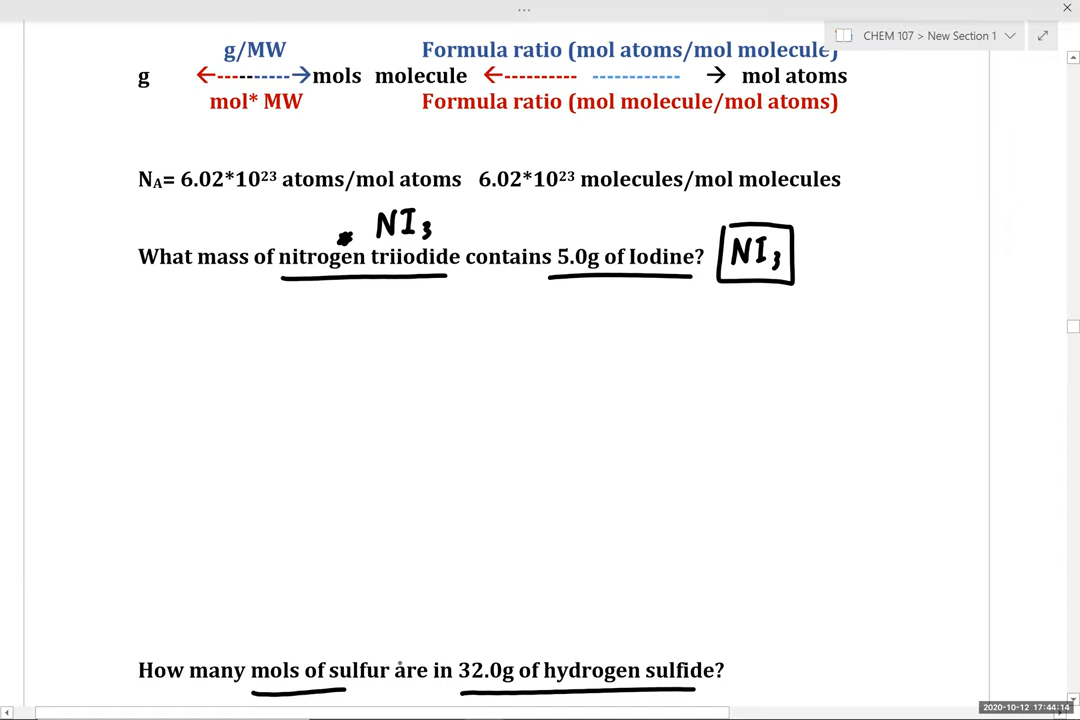 CHEM 107 > New Section 1
g/MW Formula ratio (mol atoms/mol molecule)
g mols molecule → mol atoms
mol* MW Formula ratio (mol molecule/mol atoms)
NA= 6.02*10²³ atoms/mol atoms 6.02*10²³ molecules/mol molecules
NI₃
What mass of nitrogen triiodide contains 5.0g of Iodine? NI₃
How many mols of sulfur are in 32.0g of hydrogen sulfide?
2020-10-12 17:44:14